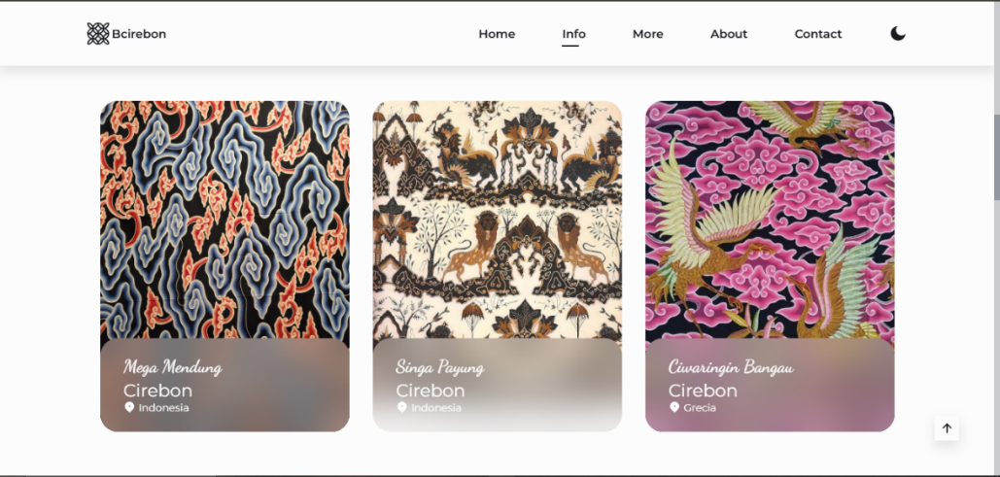 Bcirebon
Home
Info
More
About
Contact
Mega Mendung
Cirebon
Indonesia
Singa Payung
Cirebon
Indonesia
Ciwaringin Bangau
Cirebon
Grecia